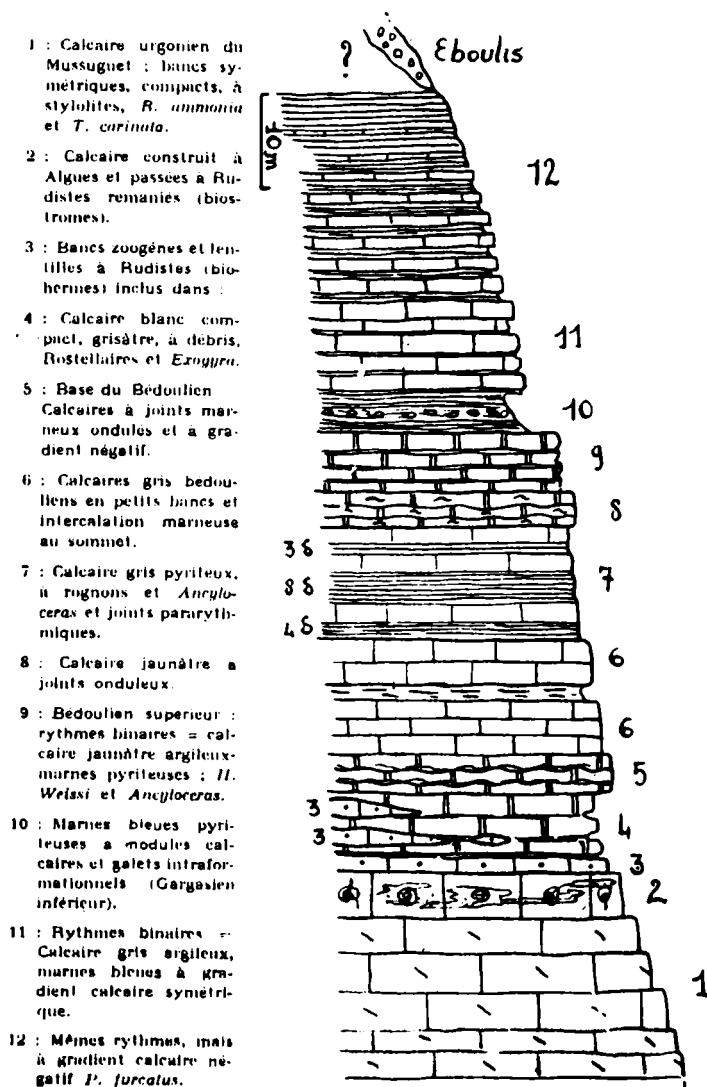 1 : Calcaire urgonien du
Mussuguet : bancs sy-
métriques, compacts, à
stylolites, R. ammonia
et T. carinata.
2 : Calcaire construit à
Algues et passées à Ru-
distes remaniés (bios-
tromes).
3 : Bancs zoogènes et len-
tilles à Rudistes (bio-
hermes) inclus dans :
4 : Calcaire blanc com-
pact, grisâtre, à débris,
Rostellaires et Exogyra.
5 : Base du Bédoulien
Calcaires à joints mar-
neux ondulés et à gra-
dient négatif.
6 : Calcaires gris bédou-
liens en petits bancs et
intercalation marneuse
au sommet.
7 : Calcaire gris pyriteux,
à rognons et Ancylo-
ceras et joints pararyth-
miques.
8 : Calcaire jaunâtre a
joints onduleux.
9 : Bédoulien supérieur :
rythmes binaires = cal-
caire jaunâtre argileux-
marnes pyriteuses ; H.
Weissi et Ancyloceras.
10 : Marnes bleues pyri-
teuses a modules cal-
caires et galets intrafor-
mationnels (Gargasien
inférieur).
11 : Rythmes binaires =
Calcaire gris argileux,
marnes bleues à gra-
dient calcaire symétri-
que.
12 : Mêmes rythmes, mais
à gradient calcaire né-
gatif P. furcatus.
?
Eboulis
10m
12
11
10
9
8
3 δ
8 δ
7
4 δ
6
6
5
3
3
4
3
2
1